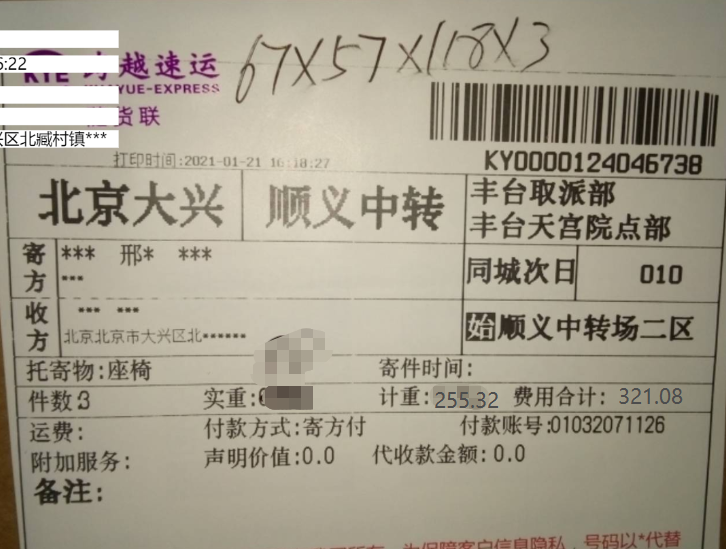 67X57X118X3
6:22
KYE 跨越速运
KUAYUE-EXPRESS
货联
区北臧村镇***
打印时间:2021-01-21 16:18:27
KY0000124046738
北京大兴
顺义中转
丰台取派部
丰台天宫院点部
寄方
*** 邢* ***
***
同城次日
010
收方
*** ***
北京北京市大兴区北******
始 顺义中转场二区
托寄物:座椅
寄件时间:
件数:3
实重:
计重: 255.32
费用合计: 321.08
运费:
付款方式:寄方付
付款账号:01032071126
附加服务:
声明价值:0.0
代收款金额:0.0
备注:
为保障客户信息隐私，号码以*代替